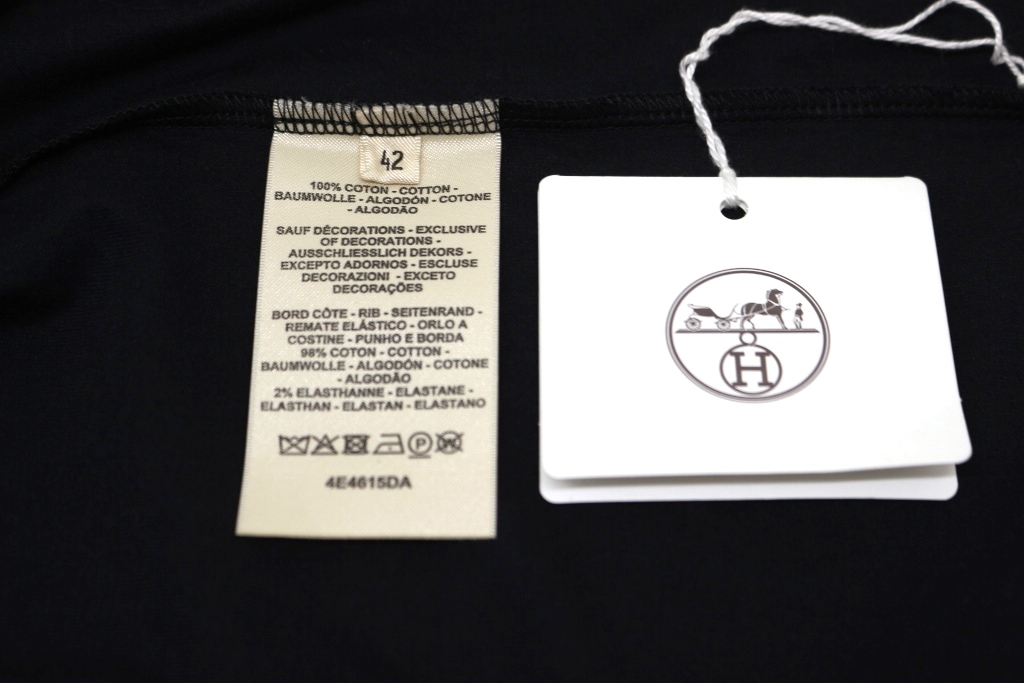 42
100% COTON - COTTON -
BAUMWOLLE - ALGODÓN - COTONE
- ALGODÃO
SAUF DÉCORATIONS - EXCLUSIVE
OF DECORATIONS -
AUSSCHLIESSLICH DEKORS -
EXCEPTO ADORNOS - ESCLUSE
DECORAZIONI - EXCETO
DECORAÇÕES
BORD CÔTE - RIB - SEITENRAND -
REMATE ELÁSTICO - ORLO A
COSTINE - PUNHO E BORDA
98% COTON - COTTON -
BAUMWOLLE - ALGODÓN - COTONE
- ALGODÃO
2% ELASTHANNE - ELASTANE -
ELASTHAN - ELASTAN - ELASTANO
P
4E4615DA
H